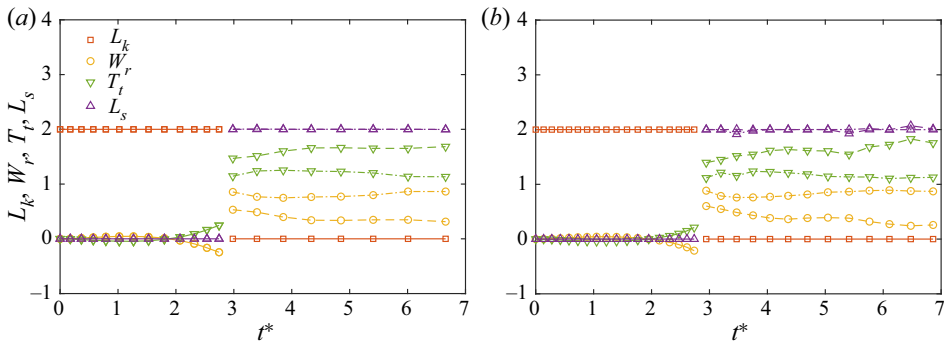 (a)
4
3
2
1
0
–1
0 1 2 3 4 5 6 7
t*
L_k, W_r, T_t, L_s
L_k
W_r
T_t
L_s
(b)
4
3
2
1
0
–1
0 1 2 3 4 5 6 7
t*